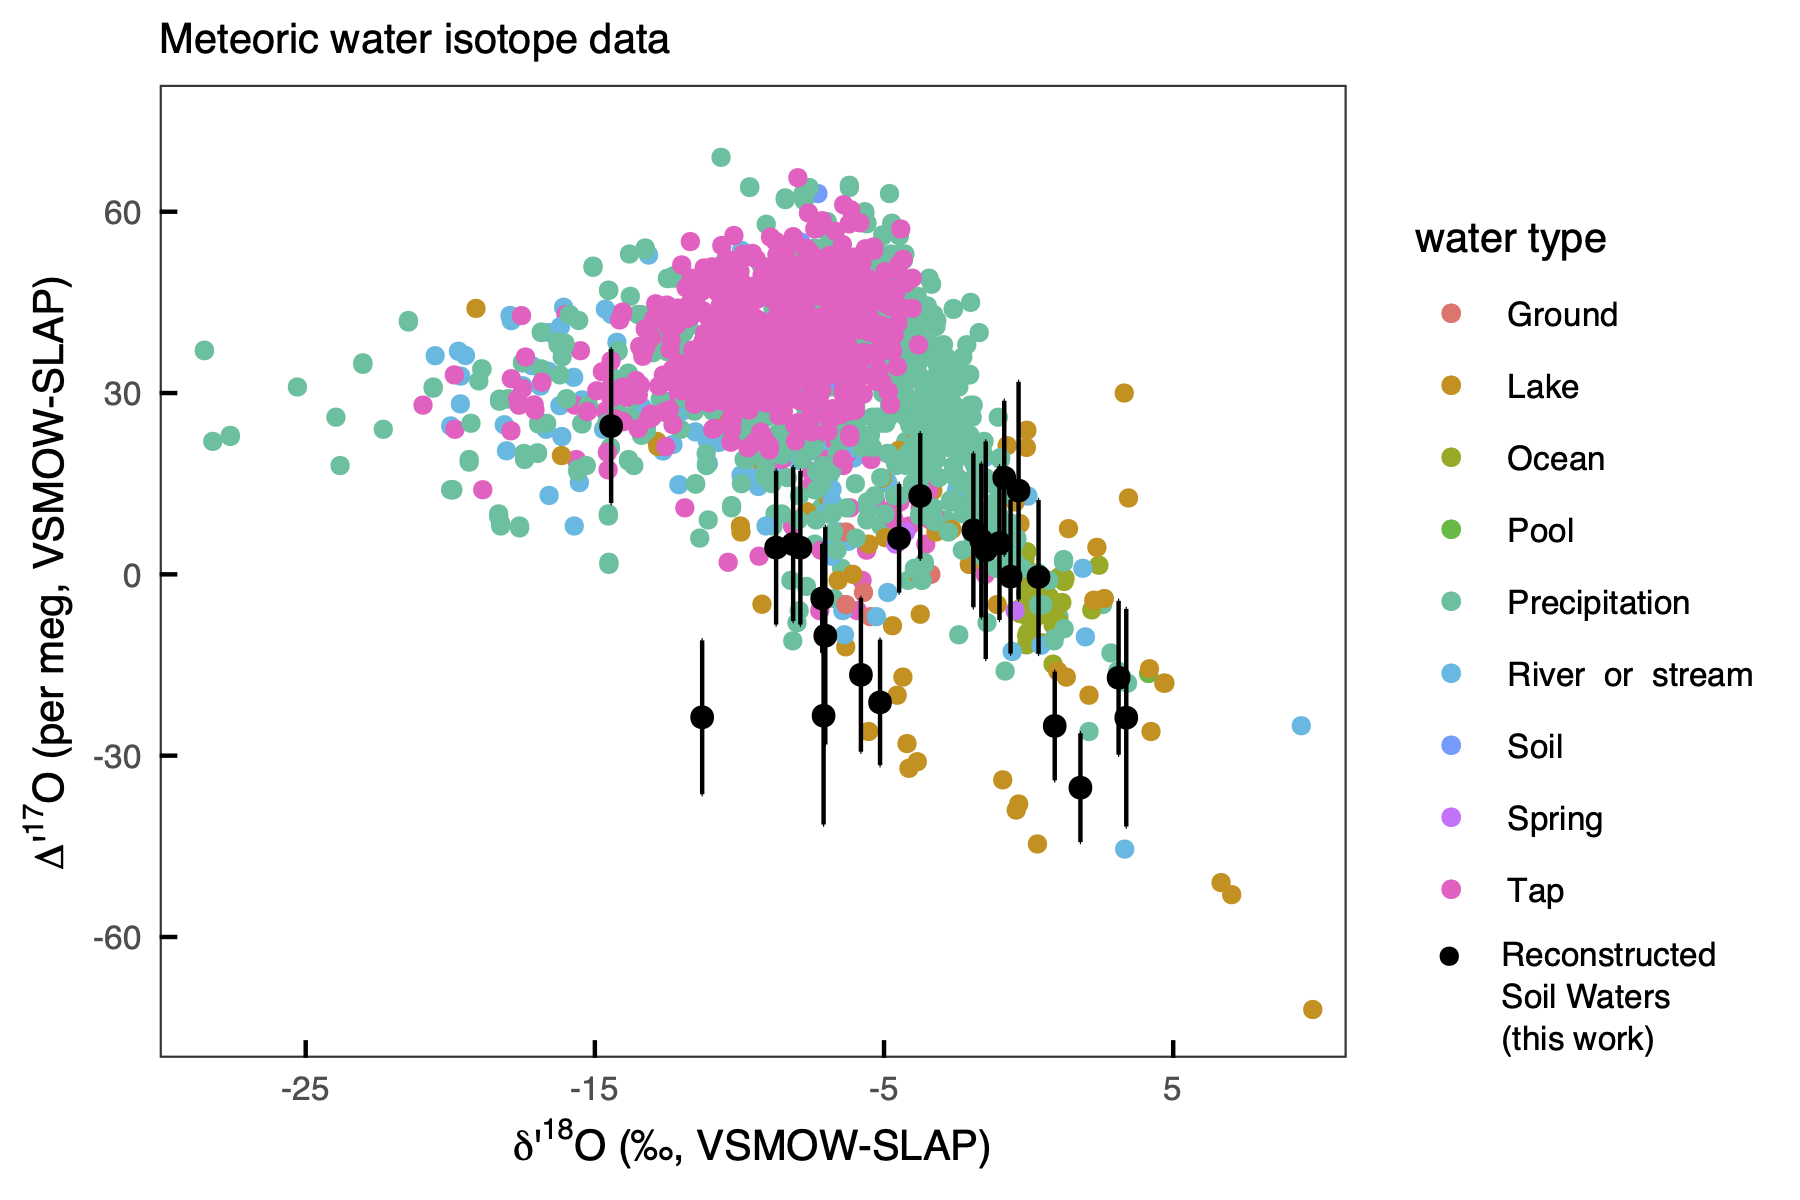 Meteoric water isotope data
Δ'¹⁷O (per meg, VSMOW-SLAP)
60
30
0
-30
-60
-25
-15
-5
5
δ'¹⁸O (‰, VSMOW-SLAP)
water type
Ground
Lake
Ocean
Pool
Precipitation
River or stream
Soil
Spring
Tap
Reconstructed
Soil Waters
(this work)